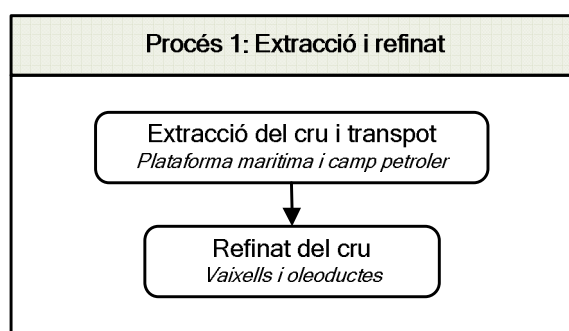 Procés 1: Extracció i refinat
Extracció del cru i transpot
Plataforma maritima i camp petroler
Refinat del cru
Vaixells i oleoductes